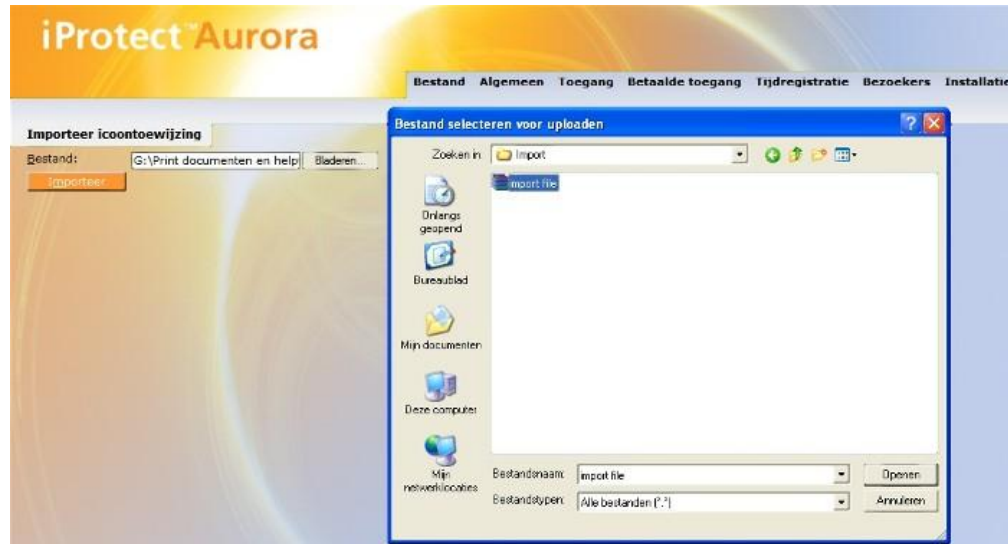 iProtect™Aurora
Bestand Algemeen Toegang Betaalde toegang Tijdregistratie Bezoekers Installatie
Importeer icoontoewijzing
Bestand: G:\Print documenten en help Bladeren...
Importeer
Bestand selecteren voor uploaden
Zoeken in: Import
import file
Onlangs
geopend
Bureaublad
Mijn documenten
Deze computer
Mijn
netwerklocaties
Bestandsnaam: import file Openen
Bestandstypen: Alle bestanden (*.*) Annuleren